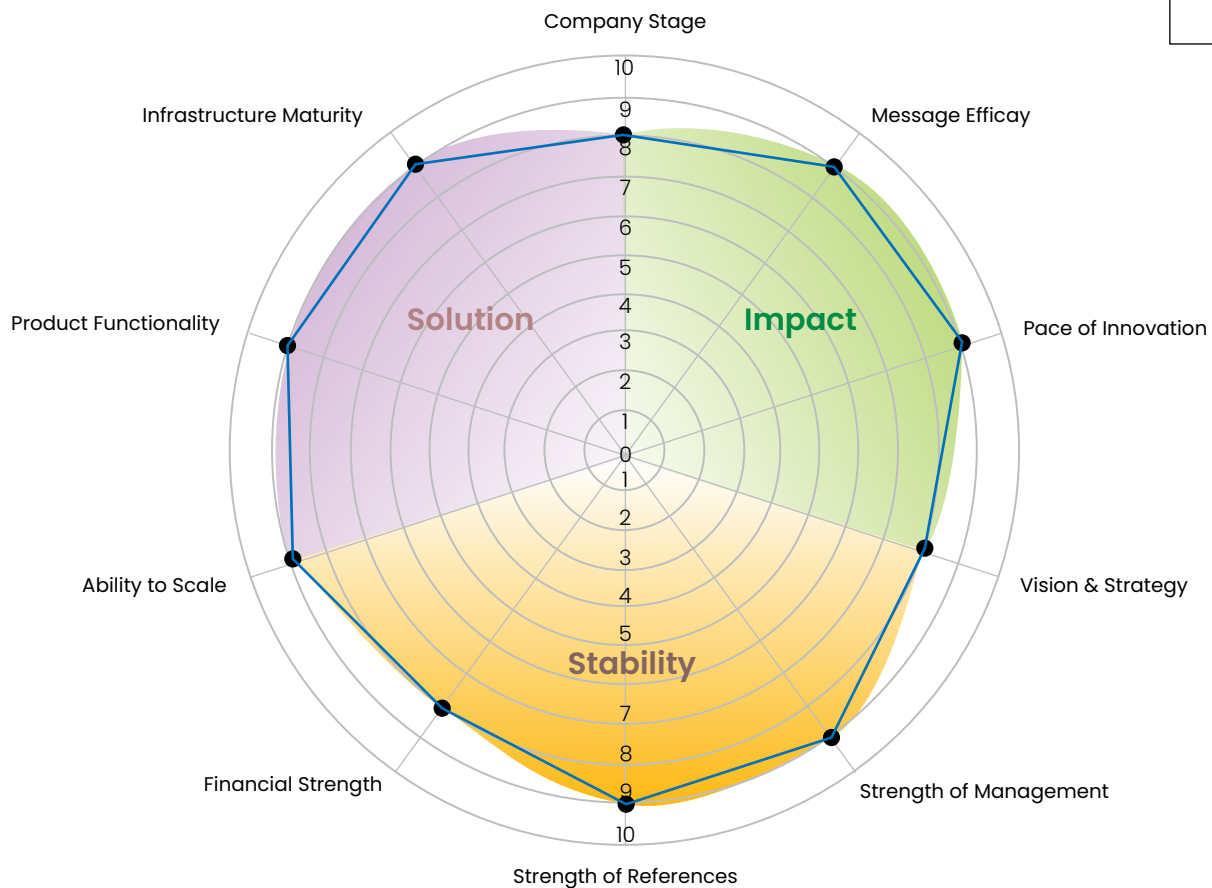 Company Stage
10
Infrastructure Maturity
9
Message Efficay
8
7
6
5
Product Functionality
Solution
4
Impact
Pace of Innovation
3
2
1
0
1
2
3
Ability to Scale
4
Vision & Strategy
5
Stability
7
8
Financial Strength
9
Strength of Management
10
Strength of References